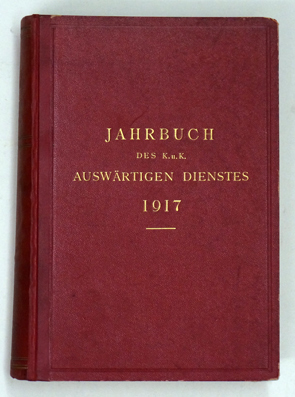 JAHRBUCH
DES K.u.K.
AUSWÄRTIGEN DIENSTES
1917